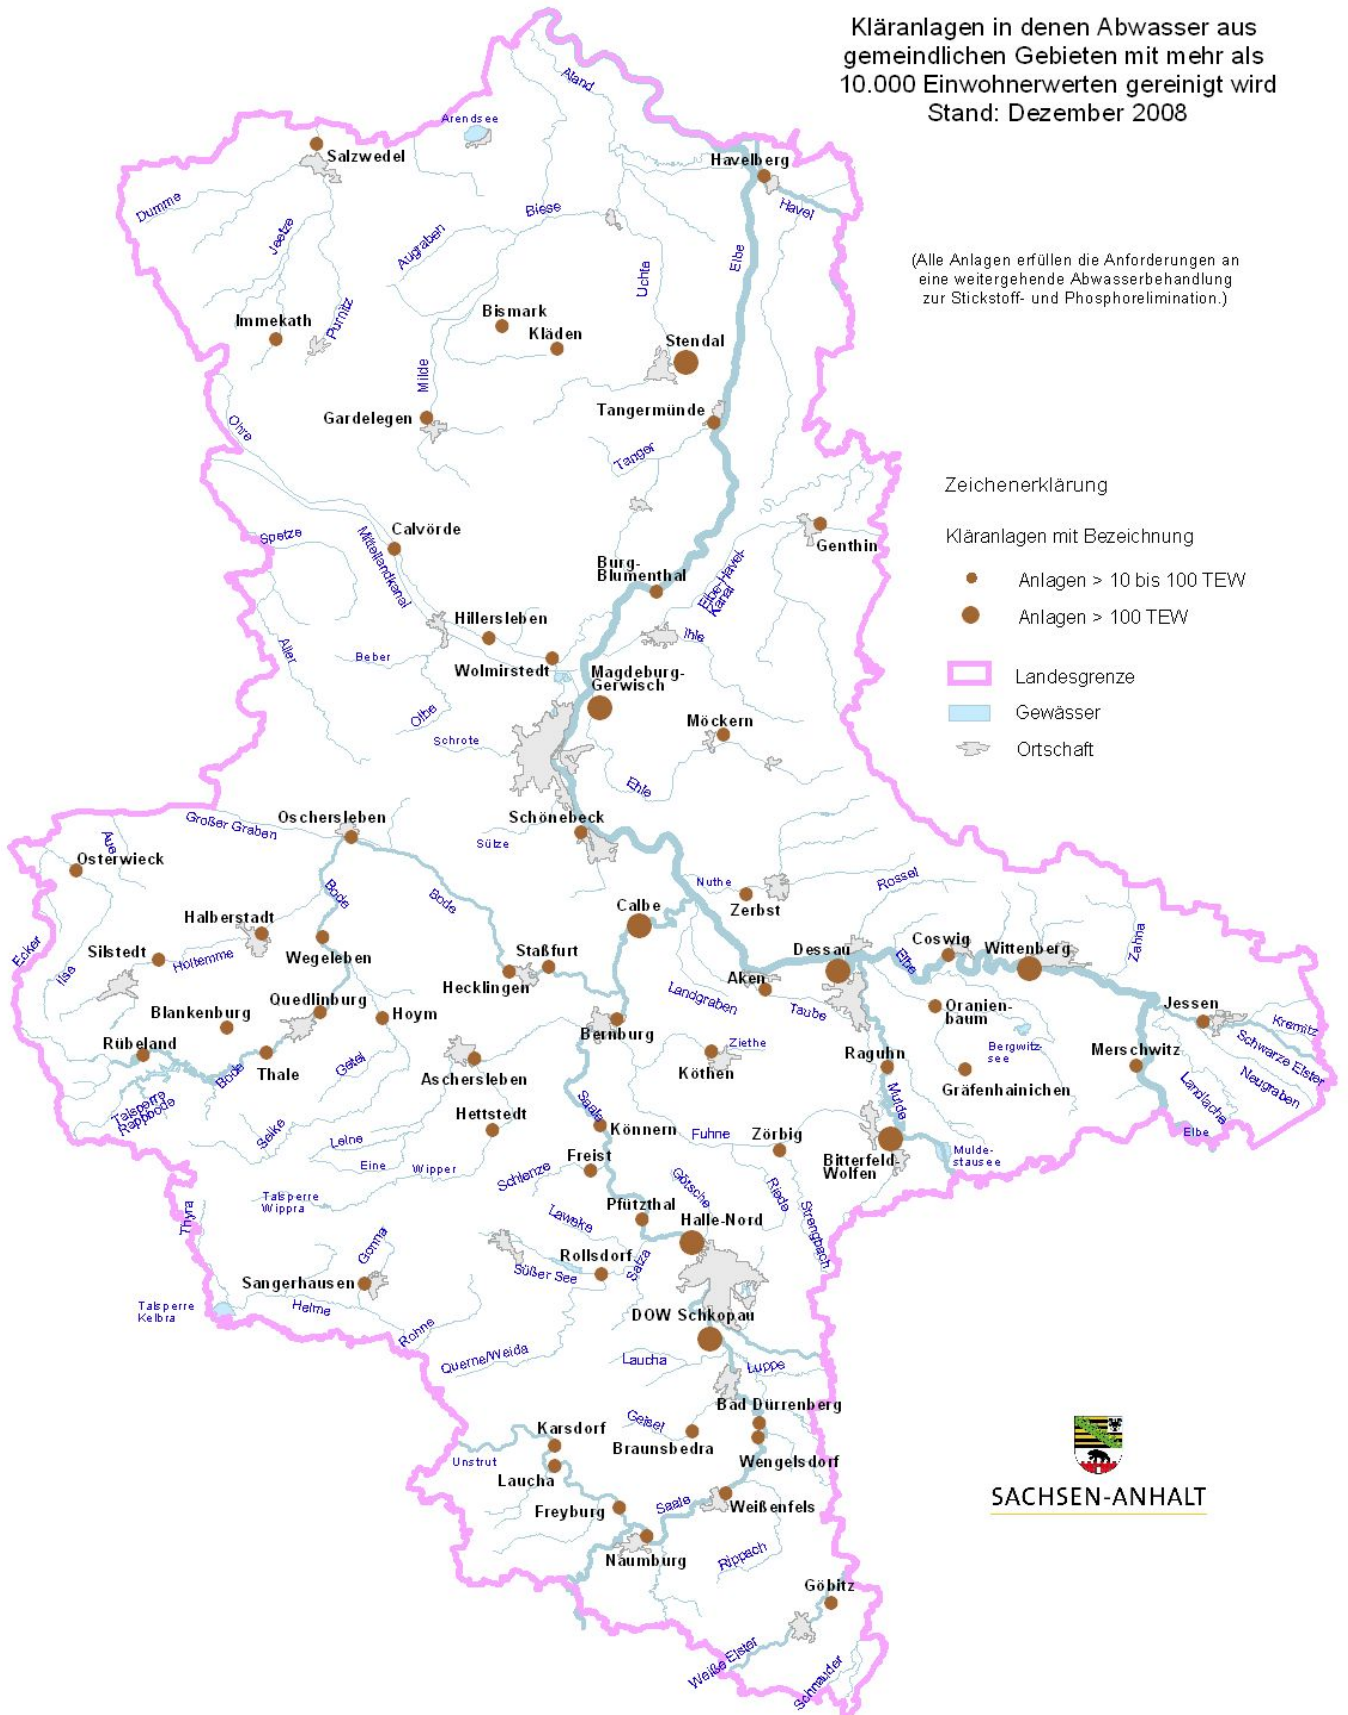 Kläranlagen in denen Abwasser aus
gemeindlichen Gebieten mit mehr als
10.000 Einwohnerwerten gereinigt wird
Stand: Dezember 2008
Aland
Arendsee
Salzwedel
Havelberg
Dumme
Havel
Biese
Jeetze
Augraben
Elbe
(Alle Anlagen erfüllen die Anforderungen an
eine weitergehende Abwasserbehandlung
zur Stickstoff- und Phosphorelimination.)
Uchte
Purnitz
Immekath
Bismark
Kläden
Stendal
Milde
Gardelegen
Tangermünde
Ohre
Tanger
Zeichenerklärung
Kläranlagen mit Bezeichnung
Anlagen > 10 bis 100 TEW
Anlagen > 100 TEW
Landesgrenze
Gewässer
Ortschaft
Spetze
Calvörde
Mittellandkanal
Genthin
Burg-
Blumenthal
Elbe-Havel-
Kanal
Hillersleben
Ihle
Aller
Beber
Wolmirstedt
Magdeburg-
Gerwisch
Olbe
Möckern
Schrote
Ehle
Großer Graben
Oschersleben
Schönebeck
Aue
Sülze
Osterwieck
Rossel
Nuthe
Bode
Bode
Zerbst
Calbe
Halberstadt
Ecker
Silstedt
Holtemme
Wegeleben
Staßfurt
Dessau
Coswig
Wittenberg
Zahna
Elbe
Ilse
Hecklingen
Aken
Landgraben
Taube
Quedlinburg
Blankenburg
Hoym
Oranien-
baum
Jessen
Kremitz
Bernburg
Rübeland
Thale
Bode
Getel
Aschersleben
Ziethe
Köthen
Raguhn
Bergwitz-
see
Merschwitz
Schwarze Elster
Neugraben
Landlache
Gräfenhainichen
Talsperre
Rappbode
Selke
Hettstedt
Saale
Könnern
Fuhne
Zörbig
Mulde
Elbe
Leine
Eine
Wipper
Freist
Schlenze
Bitterfeld-
Wolfen
Mulde-
stausee
Götsche
Riede
Strengbach
Talsperre
Wippra
Thyra
Pfützthal
Laweke
Halle-Nord
Gonna
Rollsdorf
Salza
Süßer See
Sangerhausen
Helme
Talsperre
Kelbra
Rohne
DOW Schkopau
Querne/Weida
Laucha
Luppe
Bad Dürrenberg
Geisel
Karsdorf
Braunsbedra
Unstrut
Wengelsdorf
Laucha
Saale
Weißenfels
Freyburg
Naumburg
Rippach
Göbitz
Weiße Elster
Schnauder
SACHSEN-ANHALT